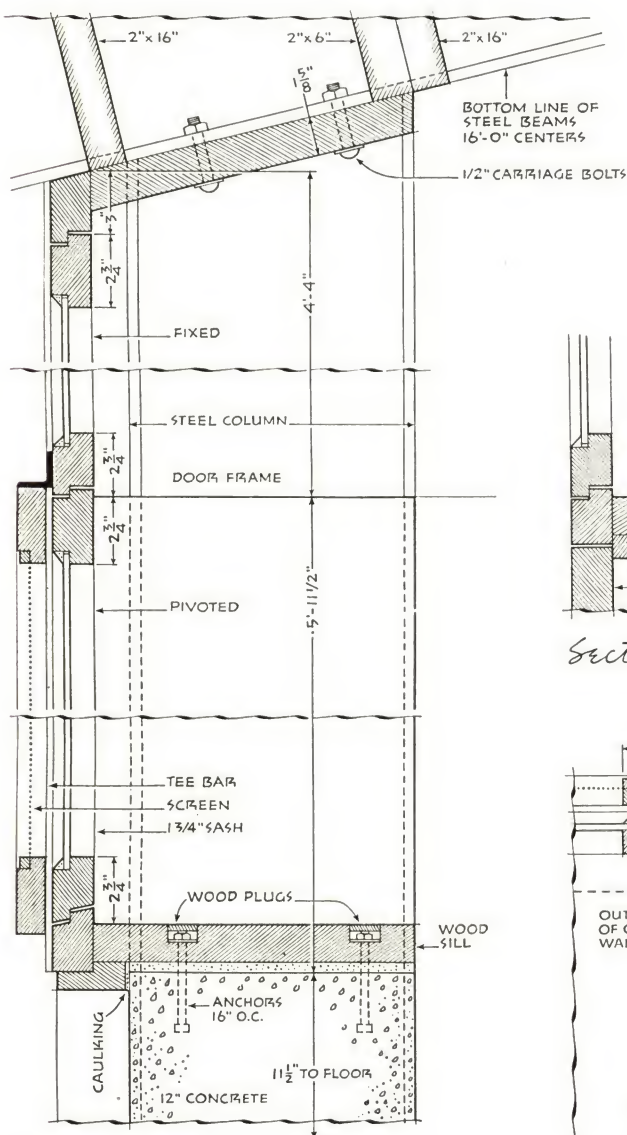 2"x 16"
2"x 6"
2"x 16"
1 5/8"
BOTTOM LINE OF
STEEL BEAMS
16'-0" CENTERS
1/2" CARRIAGE BOLTS
3"
2 3/4"
4'-4"
FIXED
STEEL COLUMN
2 3/4"
DOOR FRAME
2 3/4"
5'-11 1/2"
PIVOTED
Sect
TEE BAR
SCREEN
1 3/4" SASH
2 3/4"
WOOD PLUGS
WOOD
SILL
OUT
OF C
WAL
CAULKING
ANCHORS
16" O.C.
11 1/2" TO FLOOR
12" CONCRETE